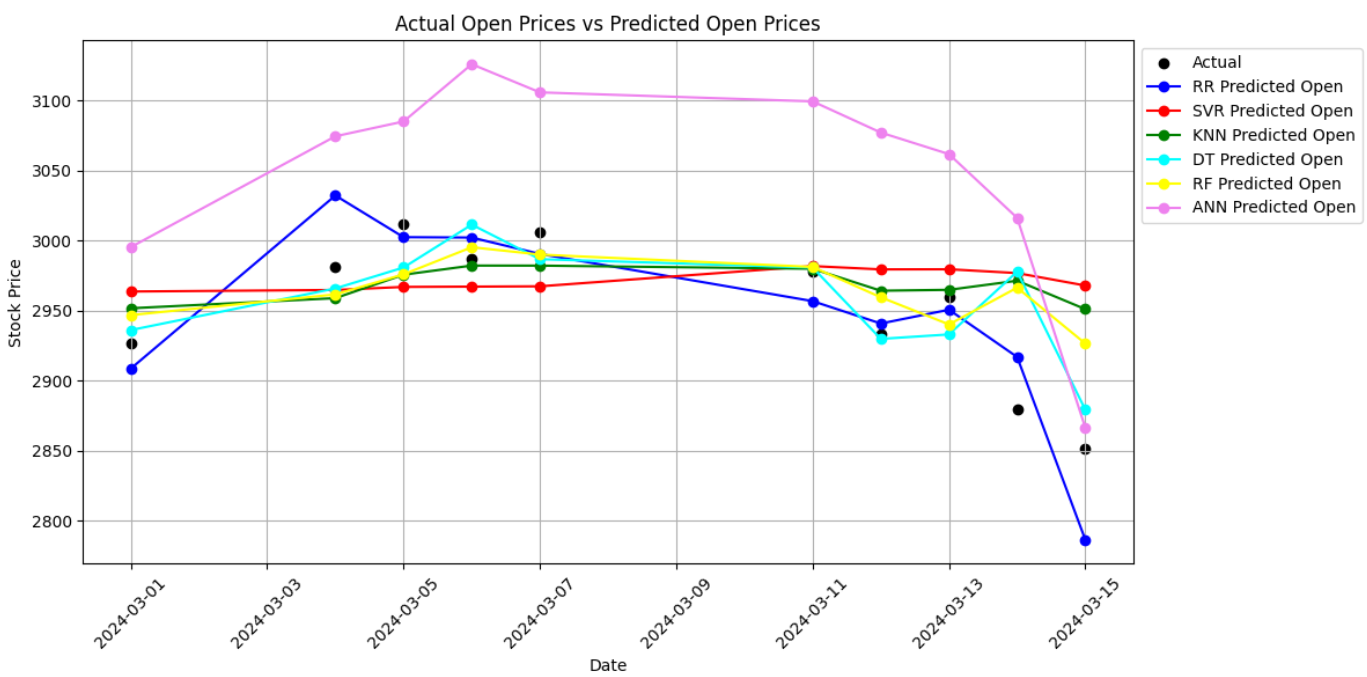 Actual Open Prices vs Predicted Open Prices
Actual
RR Predicted Open
SVR Predicted Open
KNN Predicted Open
DT Predicted Open
RF Predicted Open
ANN Predicted Open
Stock Price
3100
3050
3000
2950
2900
2850
2800
2024-03-01
2024-03-03
2024-03-05
2024-03-07
2024-03-09
2024-03-11
2024-03-13
2024-03-15
Date